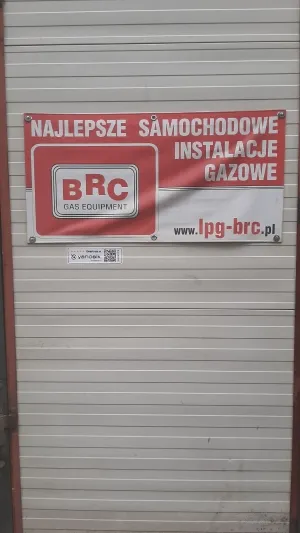 NAJLEPSZE SAMOCHODOWE
INSTALACJE
GAZOWE
BRC
GAS EQUIPMENT
www.lpg-brc.pl